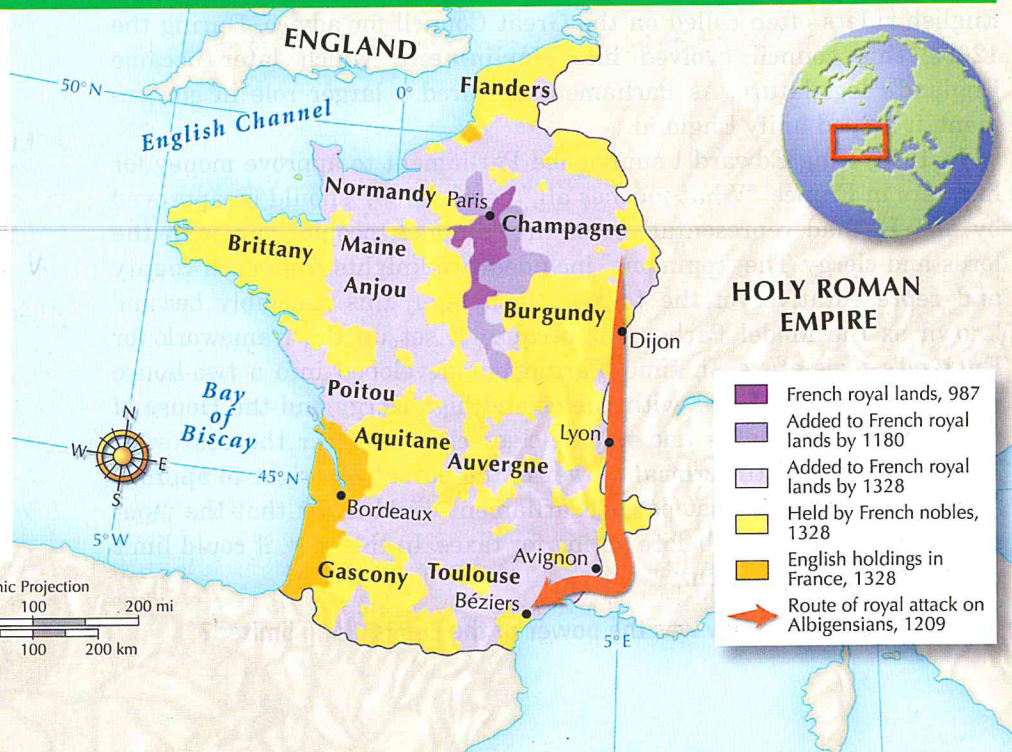 ENGLAND
50°N
0°
English Channel
Flanders
Normandy
Paris
Champagne
Brittany
Maine
Anjou
Burgundy
Dijon
HOLY ROMAN
EMPIRE
Bay
of
Biscay
Poitou
Aquitane
Auvergne
Lyon
N
W
E
S
45°N
Bordeaux
5°W
Gascony
Toulouse
Avignon
Béziers
5°E
nic Projection
100
200 mi
100
200 km
French royal lands, 987
Added to French royal
lands by 1180
Added to French royal
lands by 1328
Held by French nobles,
1328
English holdings in
France, 1328
Route of royal attack on
Albigensians, 1209